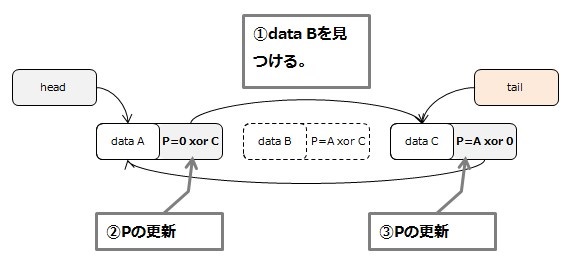 ①data Bを見
つける。
head
tail
data A
P=0 xor C
data B
P=A xor C
data C
P=A xor 0
②Pの更新
③Pの更新